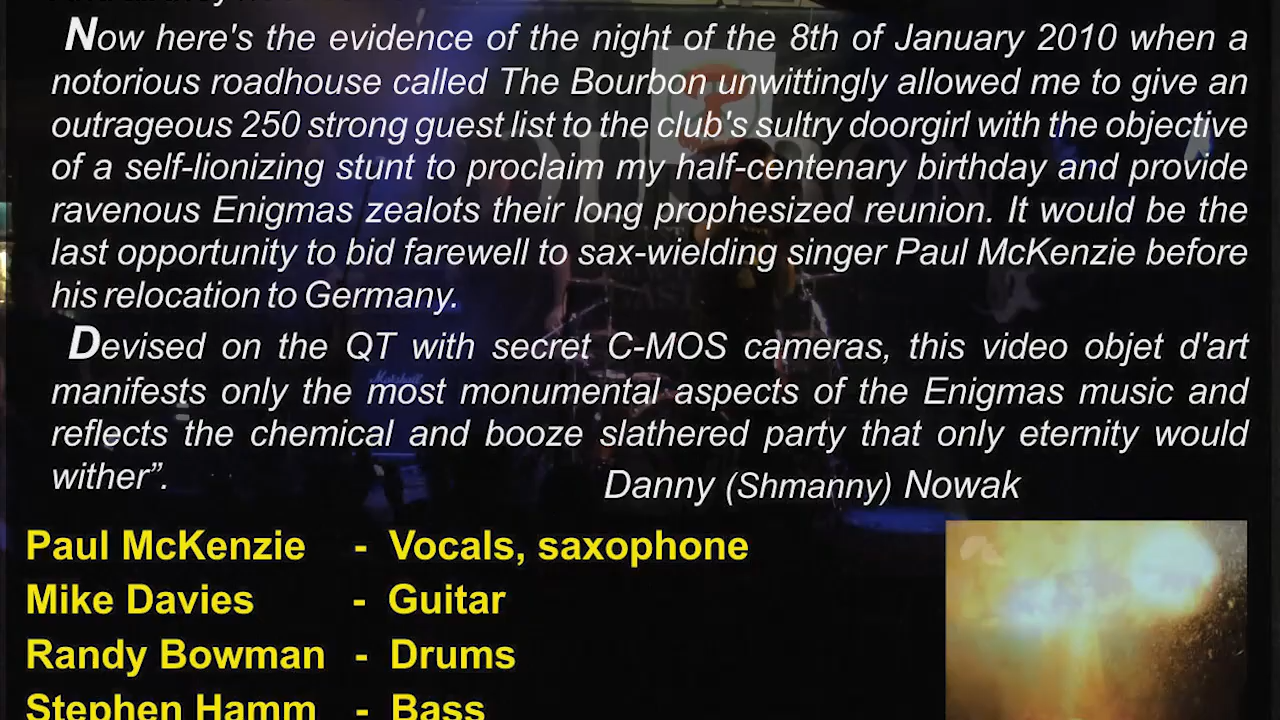 Now here's the evidence of the night of the 8th of January 2010 when a
notorious roadhouse called The Bourbon unwittingly allowed me to give an
outrageous 250 strong guest list to the club's sultry doorgirl with the objective
of a self-lionizing stunt to proclaim my half-centenary birthday and provide
ravenous Enigmas zealots their long prophesized reunion. It would be the
last opportunity to bid farewell to sax-wielding singer Paul McKenzie before
his relocation to Germany.
Devised on the QT with secret C-MOS cameras, this video objet d'art
manifests only the most monumental aspects of the Enigmas music and
reflects the chemical and booze slathered party that only eternity would
wither”.
Danny (Shmanny) Nowak
Paul McKenzie - Vocals, saxophone
Mike Davies - Guitar
Randy Bowman - Drums
Stephen Hamm - Bass
Marshall